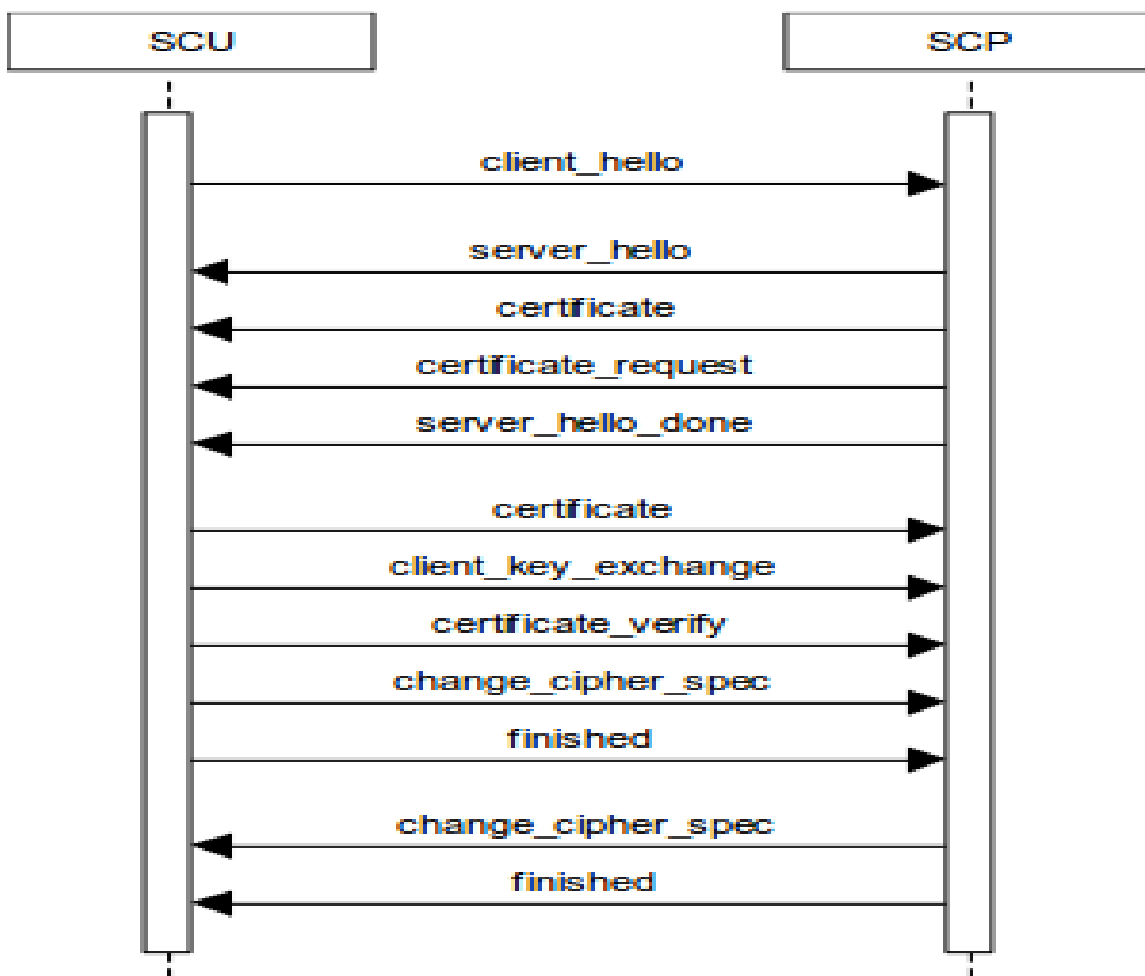 SCU
SCP
client_hello
server_hello
certificate
certificate_request
server_hello_done
certificate
client_key_exchange
certificate_verify
change_cipher_spec
finished
change_cipher_spec
finished